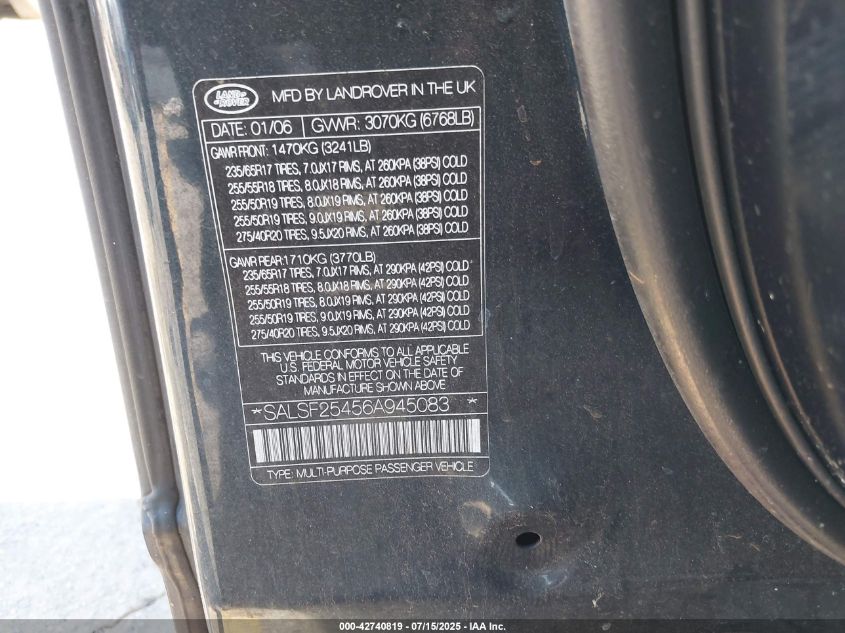 LAND ROVER
MFD BY LANDROVER IN THE UK
DATE: 01/06 GVWR: 3070KG (6768LB)
GAWR FRONT: 1470KG (3241LB)
235/65R17 TIRES, 7.0JX17 RIMS, AT 260KPA (38PSI) COLD
255/55R18 TIRES, 8.0JX18 RIMS, AT 260KPA (38PSI) COLD
255/50R19 TIRES, 8.0JX19 RIMS, AT 260KPA (38PSI) COLD
255/50R19 TIRES, 9.0JX19 RIMS, AT 260KPA (38PSI) COLD
275/40R20 TIRES, 9.5JX20 RIMS, AT 260KPA (38PSI) COLD
GAWR REAR: 1710KG (3770LB)
235/65R17 TIRES, 7.0JX17 RIMS, AT 290KPA (42PSI) COLD
255/55R18 TIRES, 8.0JX18 RIMS, AT 290KPA (42PSI) COLD
255/50R19 TIRES, 8.0JX19 RIMS, AT 290KPA (42PSI) COLD
255/50R19 TIRES, 9.0JX19 RIMS, AT 290KPA (42PSI) COLD
275/40R20 TIRES, 9.5JX20 RIMS, AT 290KPA (42PSI) COLD
THIS VEHICLE CONFORMS TO ALL APPLICABLE
U.S. FEDERAL MOTOR VEHICLE SAFETY
STANDARDS IN EFFECT ON THE DATE OF
MANUFACTURE SHOWN ABOVE
*SALSF25456A945083*
TYPE: MULTI-PURPOSE PASSENGER VEHICLE
000-42740819 - 07/15/2025 - IAA Inc.